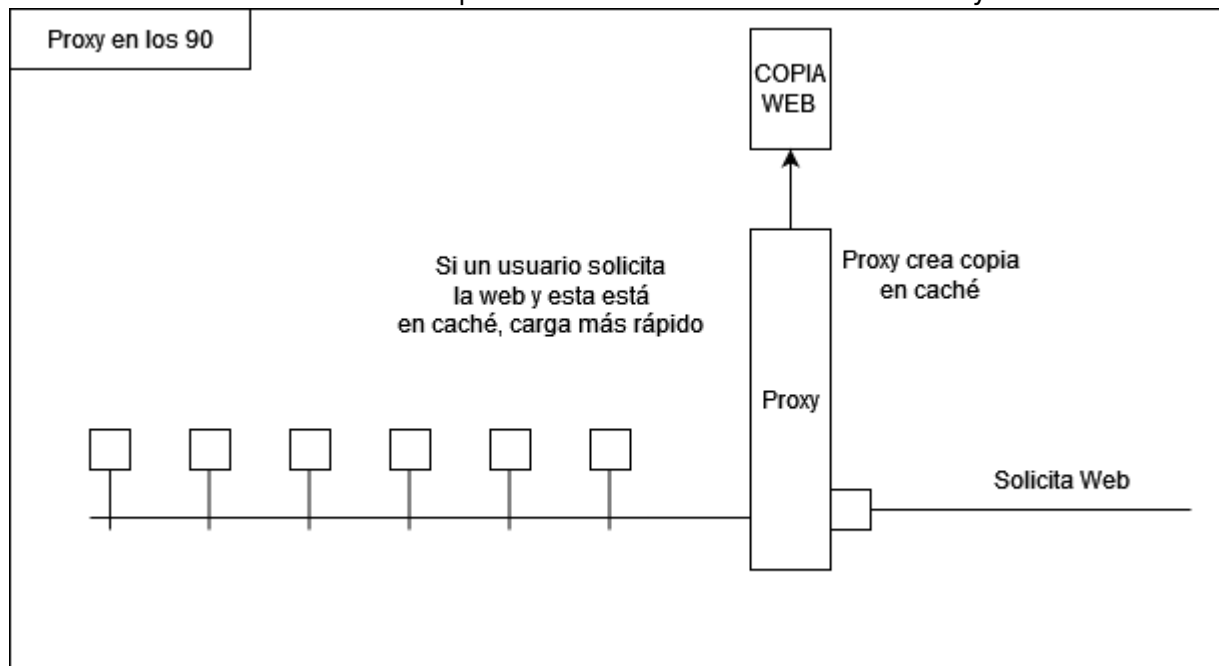 Proxy en los 90
COPIA
WEB
Si un usuario solicita
la web y esta está
en caché, carga más rápido
Proxy crea copia
en caché
Proxy
Solicita Web